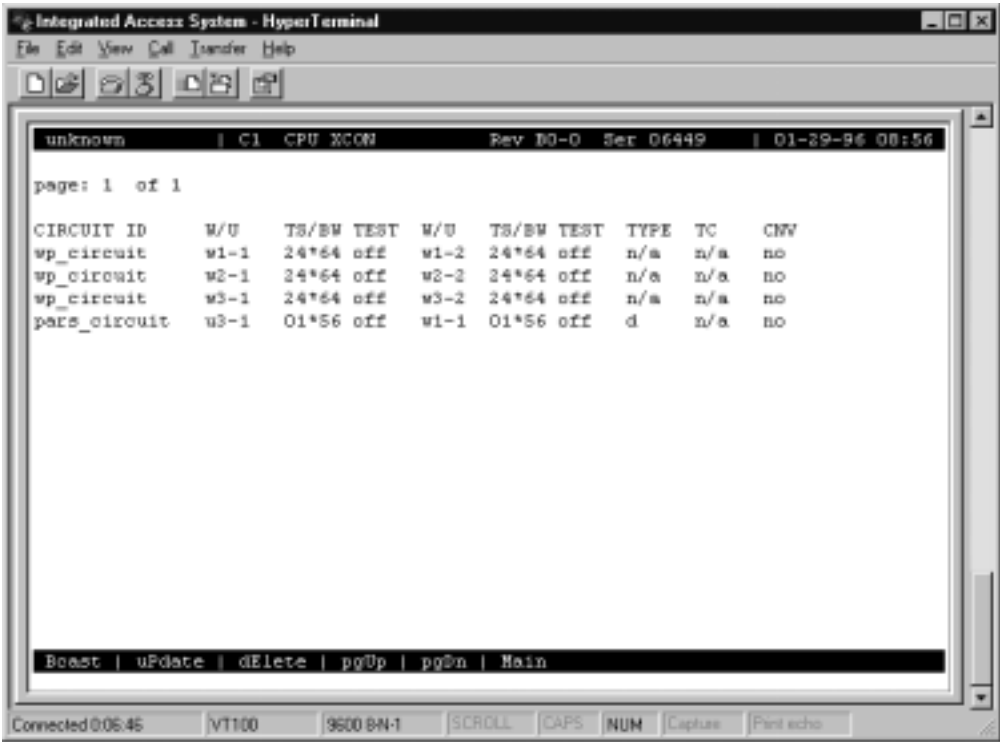 Integrated Access System - HyperTerminal
File Edit View Call Transfer Help
unknown | C1 CPU XCON Rev B0-0 Ser 06449 | 01-29-96 08:56
page: 1 of 1
CIRCUIT ID W/U TS/BW TEST W/U TS/BW TEST TYPE TC CNV
wp_circuit w1-1 24*64 off w1-2 24*64 off n/a n/a no
wp_circuit w2-1 24*64 off w2-2 24*64 off n/a n/a no
wp_circuit w3-1 24*64 off w3-2 24*64 off n/a n/a no
pars_circuit u3-1 01*56 off w1-1 01*56 off d n/a no
Bcast | uPdate | dElete | pgUp | pgDn | Main
Connected 0:06:46 VT100 9600 8-N-1 SCROLL CAPS NUM Capture Print echo